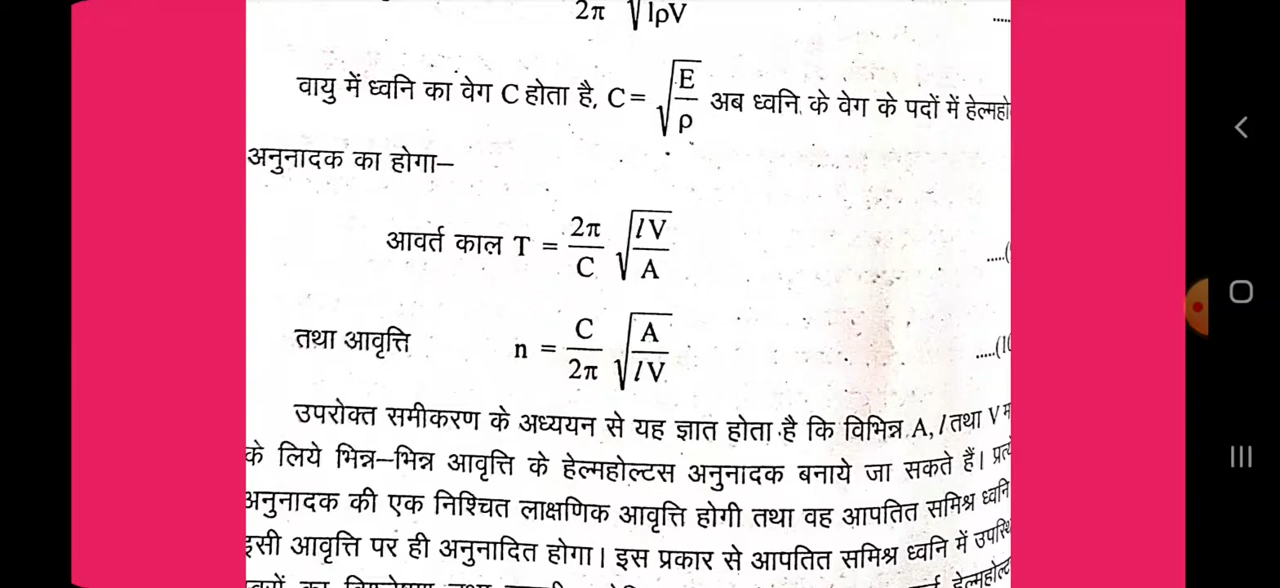 2π √lρV .....
वायु में ध्वनि का वेग C होता है, C = √(E/ρ) अब ध्वनि के वेग के पदों में हेल्महो
अनुनादक का होगा–
आवर्त काल T = 2π/C √(lV/A) .....(
तथा आवृत्ति n = C/2π √(A/lV) .....(10
उपरोक्त समीकरण के अध्ययन से यह ज्ञात होता है कि विभिन्न A, l तथा V म
के लिये भिन्न–भिन्न आवृत्ति के हेल्महोल्टस अनुनादक बनाये जा सकते हैं। प्रत्ये
अनुनादक की एक निश्चित लाक्षणिक आवृत्ति होगी तथा वह आपतित समिश्र ध्वनि
इसी आवृत्ति पर ही अनुनादित होगा। इस प्रकार से आपतित समिश्र ध्वनि में उपस्थि
हेल्महोल्ट